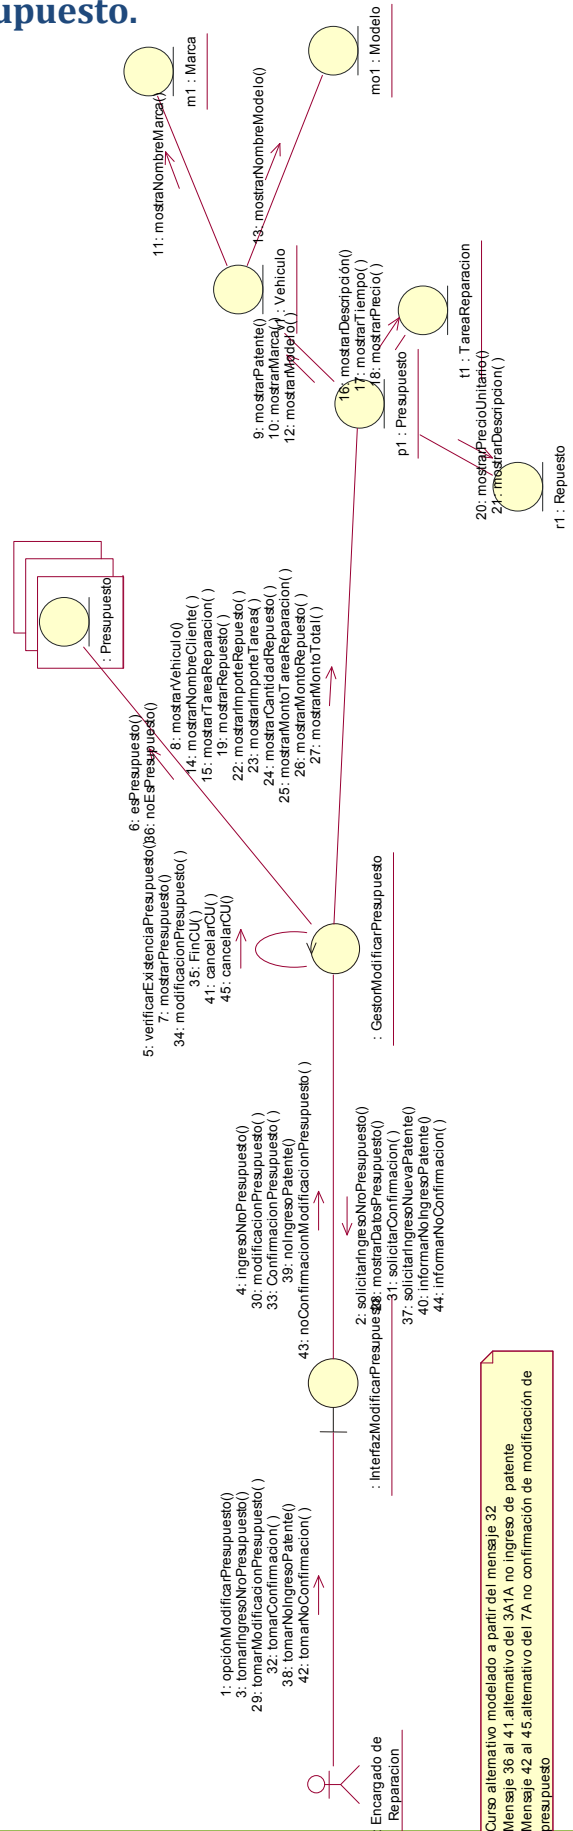 upuesto.
: Encargado de
Reparacion
1: opciónModificarPresupuesto()
3: tomarIngresoNroPresupuesto()
29: tomarModificacionPresupuesto( )
32: tomarConfirmacion( )
38: tomarNoIngresoPatente()
42: tomarNoConfirmacion( )
: InterfazModificarPresupuesto
4: ingresoNroPresupuesto()
30: modificacionPresupuesto( )
33: ConfirmacionPresupuesto( )
39: noIngresoPatente()
43: noConfirmacionModificacionPresupuesto( )
2: solicitarIngresoNroPresupuesto()
28: mostrarDatosPresupuesto()
31: solicitarConfirmacion( )
37: solicitarIngresoNuevaPatente()
40: informarNoIngresoPatente()
44: informarNoConfirmacion( )
: GestorModificarPresupuesto
5: verificarExistenciaPresupuesto()
7: mostrarPresupuesto()
34: modificacionPresupuesto( )
35: FinCU( )
41: cancelarCU( )
45: cancelarCU()
6: esPresupuesto()
36: noEsPresupuesto()
: Presupuesto
8: mostrarVehiculo()
14: mostrarNombreCliente( )
15: mostrarTareaReparacion( )
19: mostrarRepuesto( )
22: mostrarImporteRepuesto( )
23: mostrarImporteTareas( )
24: mostrarCantidadRepuesto( )
25: mostrarMontoTareaReparacion( )
26: mostrarMontoRepuesto( )
27: mostrarMontoTotal( )
p1 : Presupuesto
9: mostrarPatente()
10: mostrarMarca()
12: mostrarModelo( )
v1 : Vehiculo
11: mostraNombreMarca()
m1 : Marca
13: mostrarNombreModelo()
mo1 : Modelo
16: mostrarDescripción()
17: mostrarTiempo( )
18: mostrarPrecio( )
t1 : TareaReparacion
20: mostrarPrecioUnitario()
21: mostrarDescripcion( )
r1 : Repuesto
Curso alternativo modelado a partir del mensaje 32
Mensaje 36 al 41.alternativo del 3A1A no ingreso de patente
Mensaje 42 al 45.alternativo del 7A no confirmación de modificación de
presupuesto